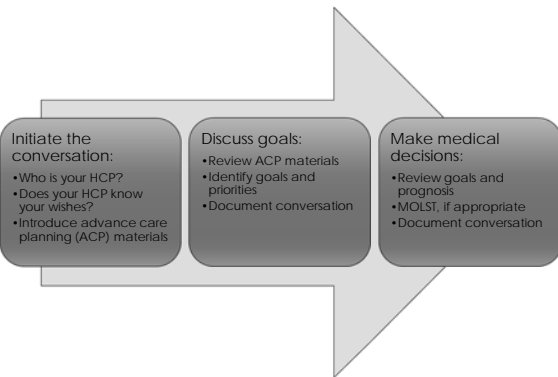 Initiate the
conversation:
•Who is your HCP?
•Does your HCP know
your wishes?
•Introduce advance care
planning (ACP) materials
Discuss goals:
•Review ACP materials
•Identify goals and
priorities
•Document conversation
Make medical
decisions:
•Review goals and
prognosis
•MOLST, if appropriate
•Document conversation